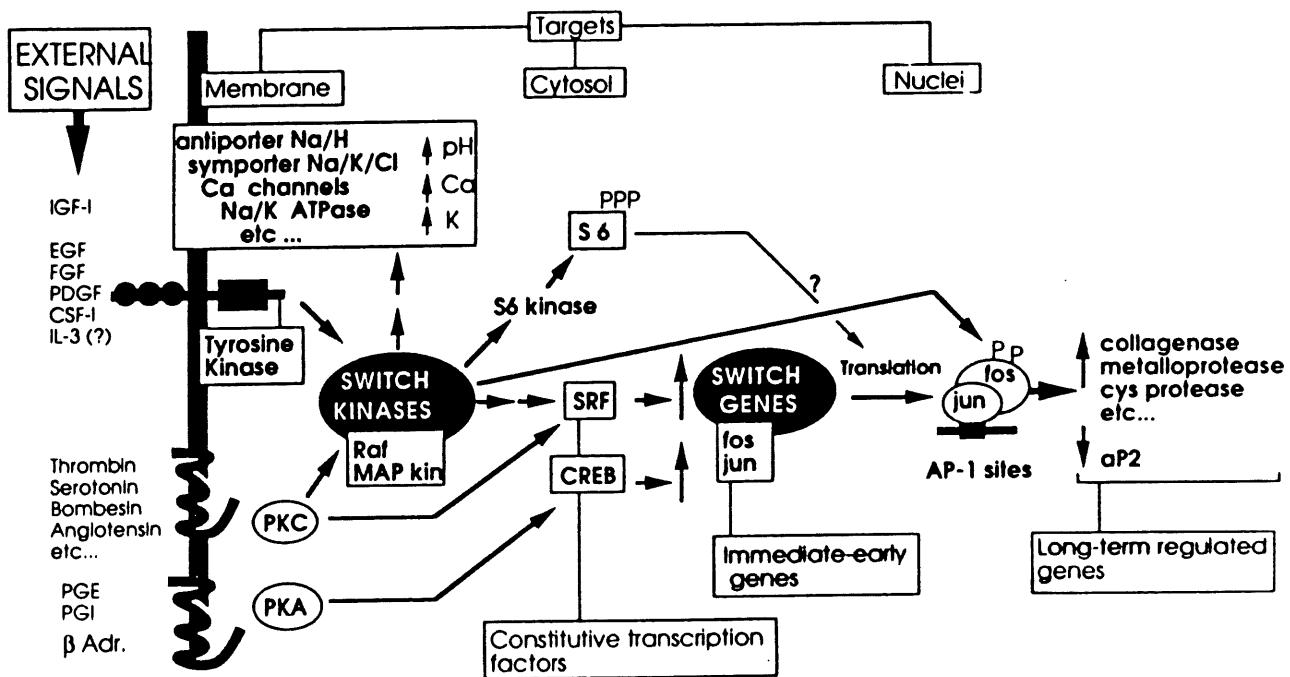 EXTERNAL
SIGNALS
Targets
Membrane
Cytosol
Nuclei
antiporter Na/H
symporter Na/K/Cl
Ca channels
Na/K ATPase
etc ...
pH
Ca
K
IGF-I
EGF
FGF
PDGF
CSF-I
IL-3 (?)
Tyrosine
Kinase
PPP
S 6
S6 kinase
?
Translation
SWITCH
KINASES
Raf
MAP kin
SRF
CREB
SWITCH
GENES
fos
jun
P P
fos
jun
AP-1 sites
collagenase
metalloprotease
cys protease
etc...
aP2
Thrombin
Serotonin
Bombesin
Angiotensin
etc...
PKC
PGE
PGI
β Adr.
PKA
Immediate-early
genes
Long-term regulated
genes
Constitutive transcription
factors